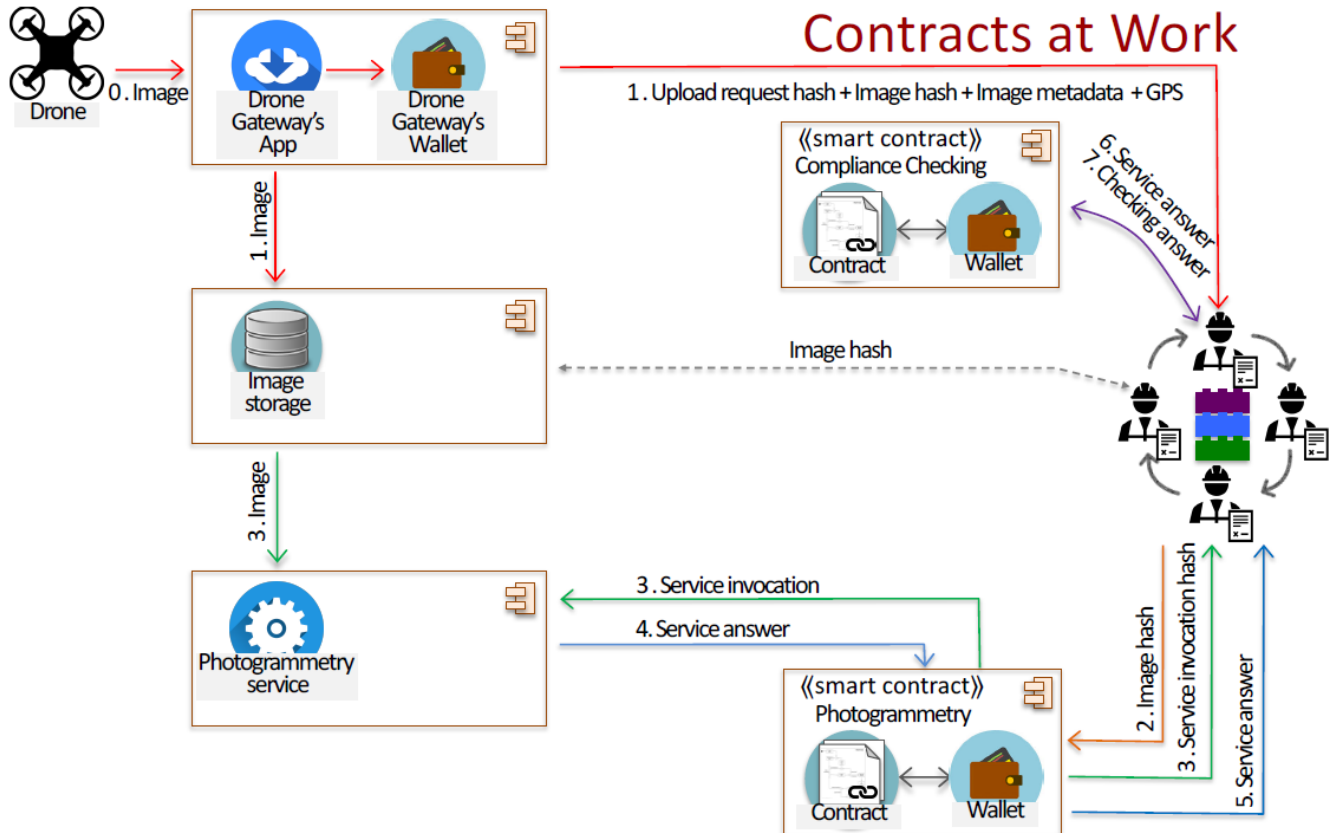 Contracts at Work
0. Image
Drone
Drone
Gateway's
App
Drone
Gateway's
Wallet
1. Upload request hash + Image hash + Image metadata + GPS
1. Image
《smart contract》
Compliance Checking
Contract
Wallet
6. Service answer
7. Checking answer
Image
storage
Image hash
3. Image
Photogrammetry
service
3. Service invocation
4. Service answer
《smart contract》
Photogrammetry
Contract
Wallet
2. Image hash
3. Service invocation hash
5. Service answer